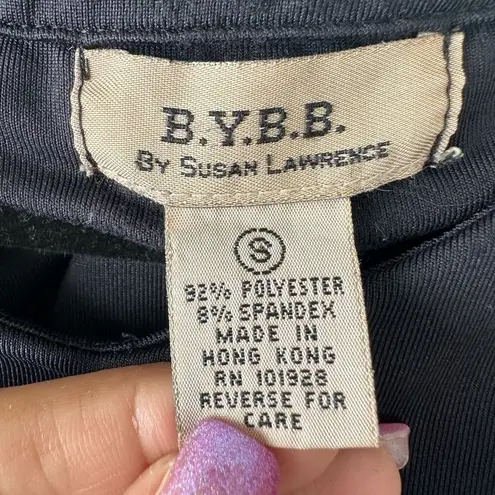 B.Y.B.B.
BY SUSAN LAWRENCE
S
92% POLYESTER
8% SPANDEX
MADE IN
HONG KONG
RN 101928
REVERSE FOR
CARE